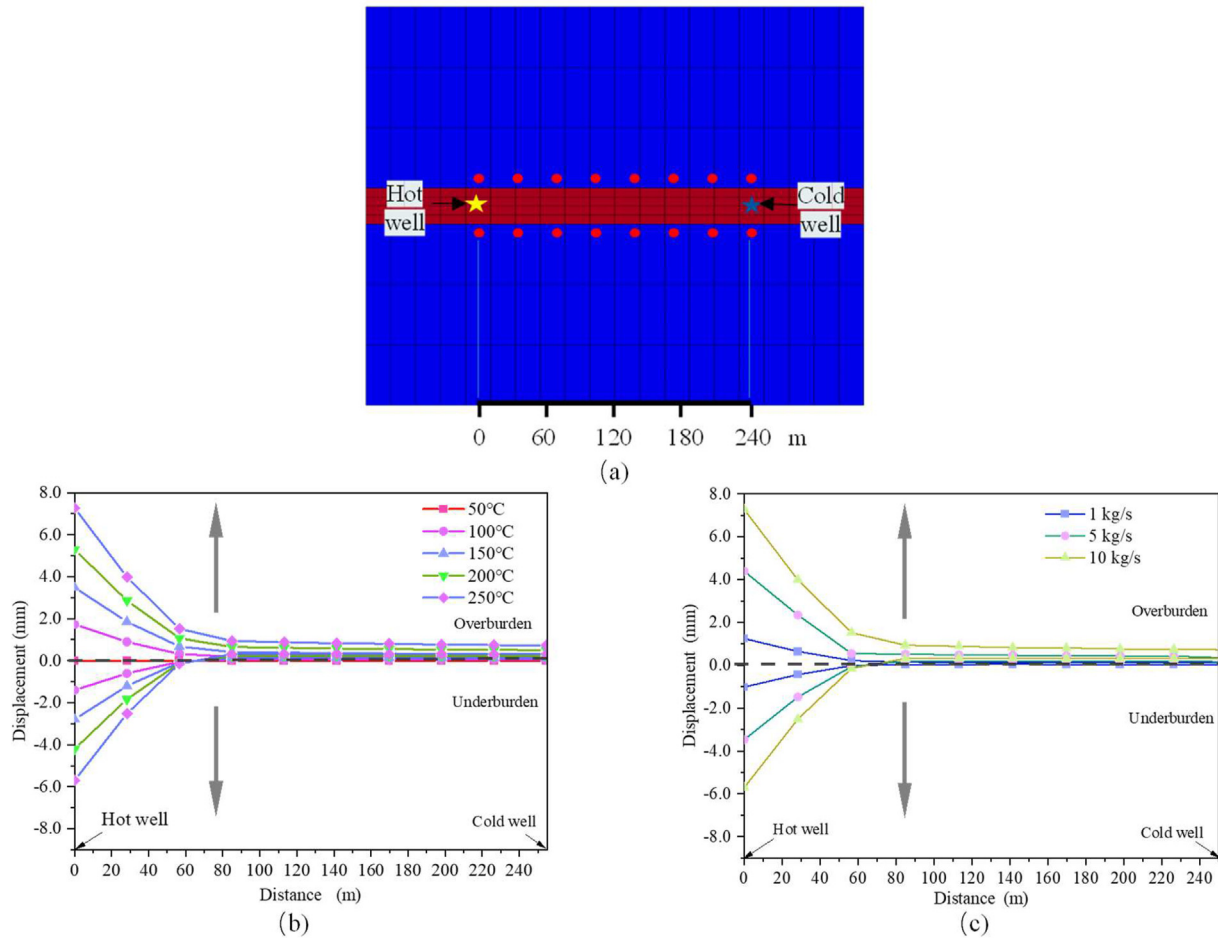 Hot
well
Cold
well
0 60 120 180 240 m
(a)
8.0
6.0
4.0
2.0
0.0
-2.0
-4.0
-6.0
-8.0
Displacement (mm)
50℃
100℃
150℃
200℃
250℃
Overburden
Underburden
Hot well
Cold well
0 20 40 60 80 100 120 140 160 180 200 220 240
Distance (m)
(b)
8.0
6.0
4.0
2.0
0.0
-2.0
-4.0
-6.0
-8.0
Displacement (mm)
1 kg/s
5 kg/s
10 kg/s
Overburden
Underburden
Hot well
Cold well
0 20 40 60 80 100 120 140 160 180 200 220 240
Distance (m)
(c)